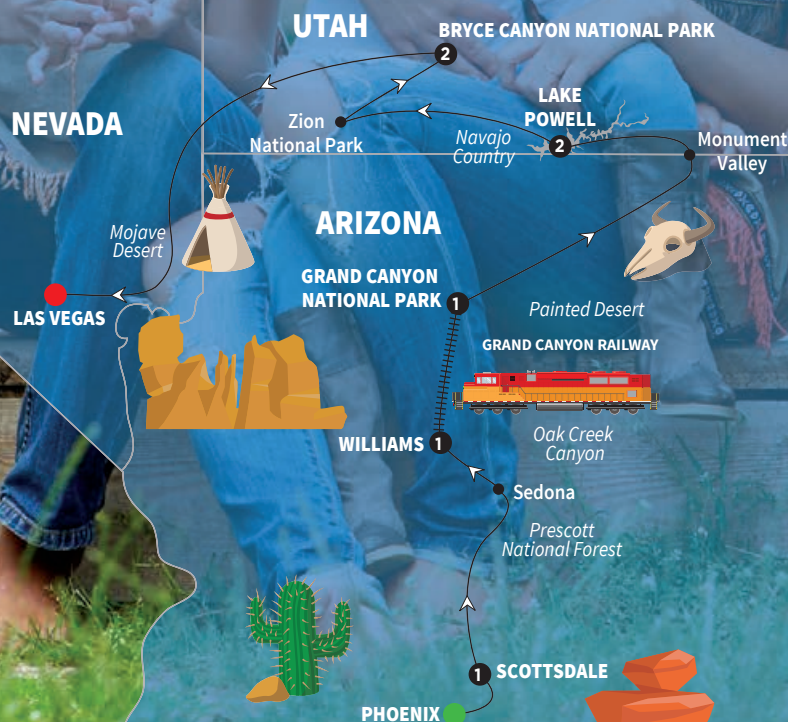 UTAH
BRYCE CANYON NATIONAL PARK
2
NEVADA
Zion
National Park
LAKE
POWELL
2
Navajo
Country
Monument
Valley
ARIZONA
Mojave
Desert
GRAND CANYON
NATIONAL PARK
1
LAS VEGAS
Painted Desert
GRAND CANYON RAILWAY
WILLIAMS
1
Oak Creek
Canyon
Sedona
Prescott
National Forest
1
SCOTTSDALE
PHOENIX